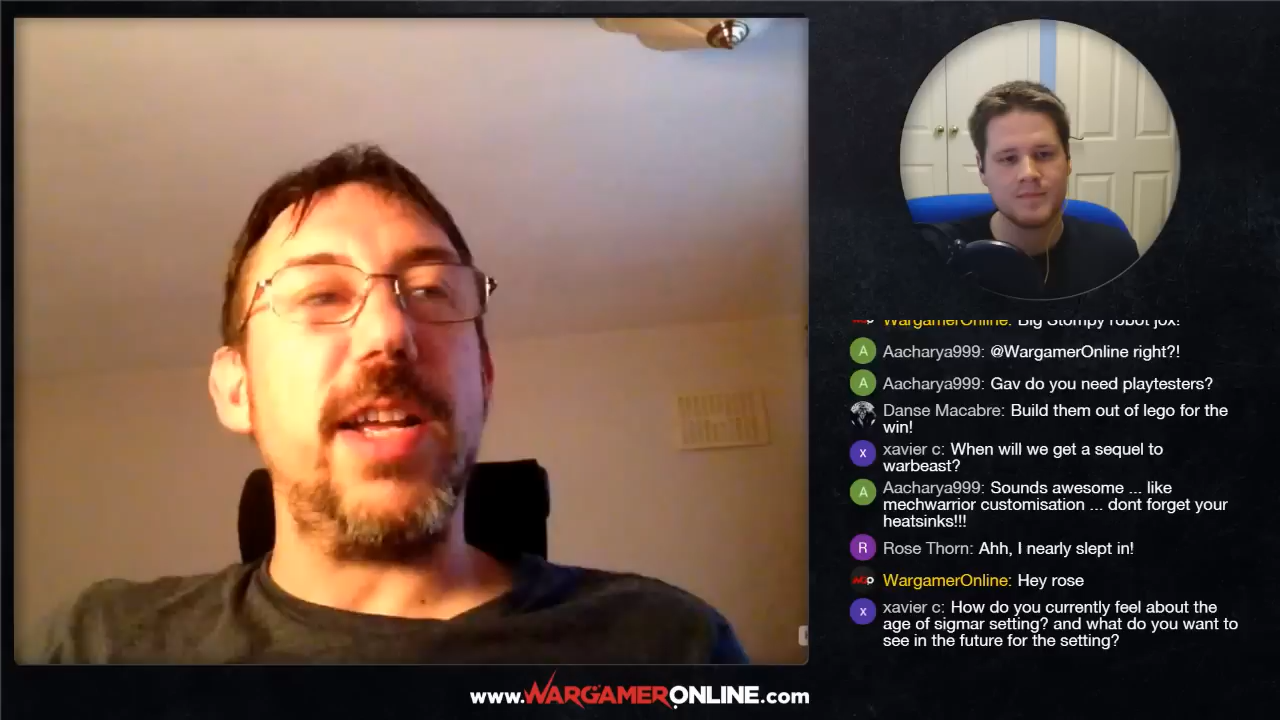 WargamerOnline: Big Stompy robot jox!
A Aacharya999: @WargamerOnline right?!
A Aacharya999: Gav do you need playtesters?
Danse Macabre: Build them out of lego for the
win!
x xavier c: When will we get a sequel to
warbeast?
A Aacharya999: Sounds awesome ... like
mechwarrior customisation ... dont forget your
heatsinks!!!
R Rose Thorn: Ahh, I nearly slept in!
WargamerOnline: Hey rose
x xavier c: How do you currently feel about the
age of sigmar setting? and what do you want to
see in the future for the setting?
www.WARGAMERONLINE.com